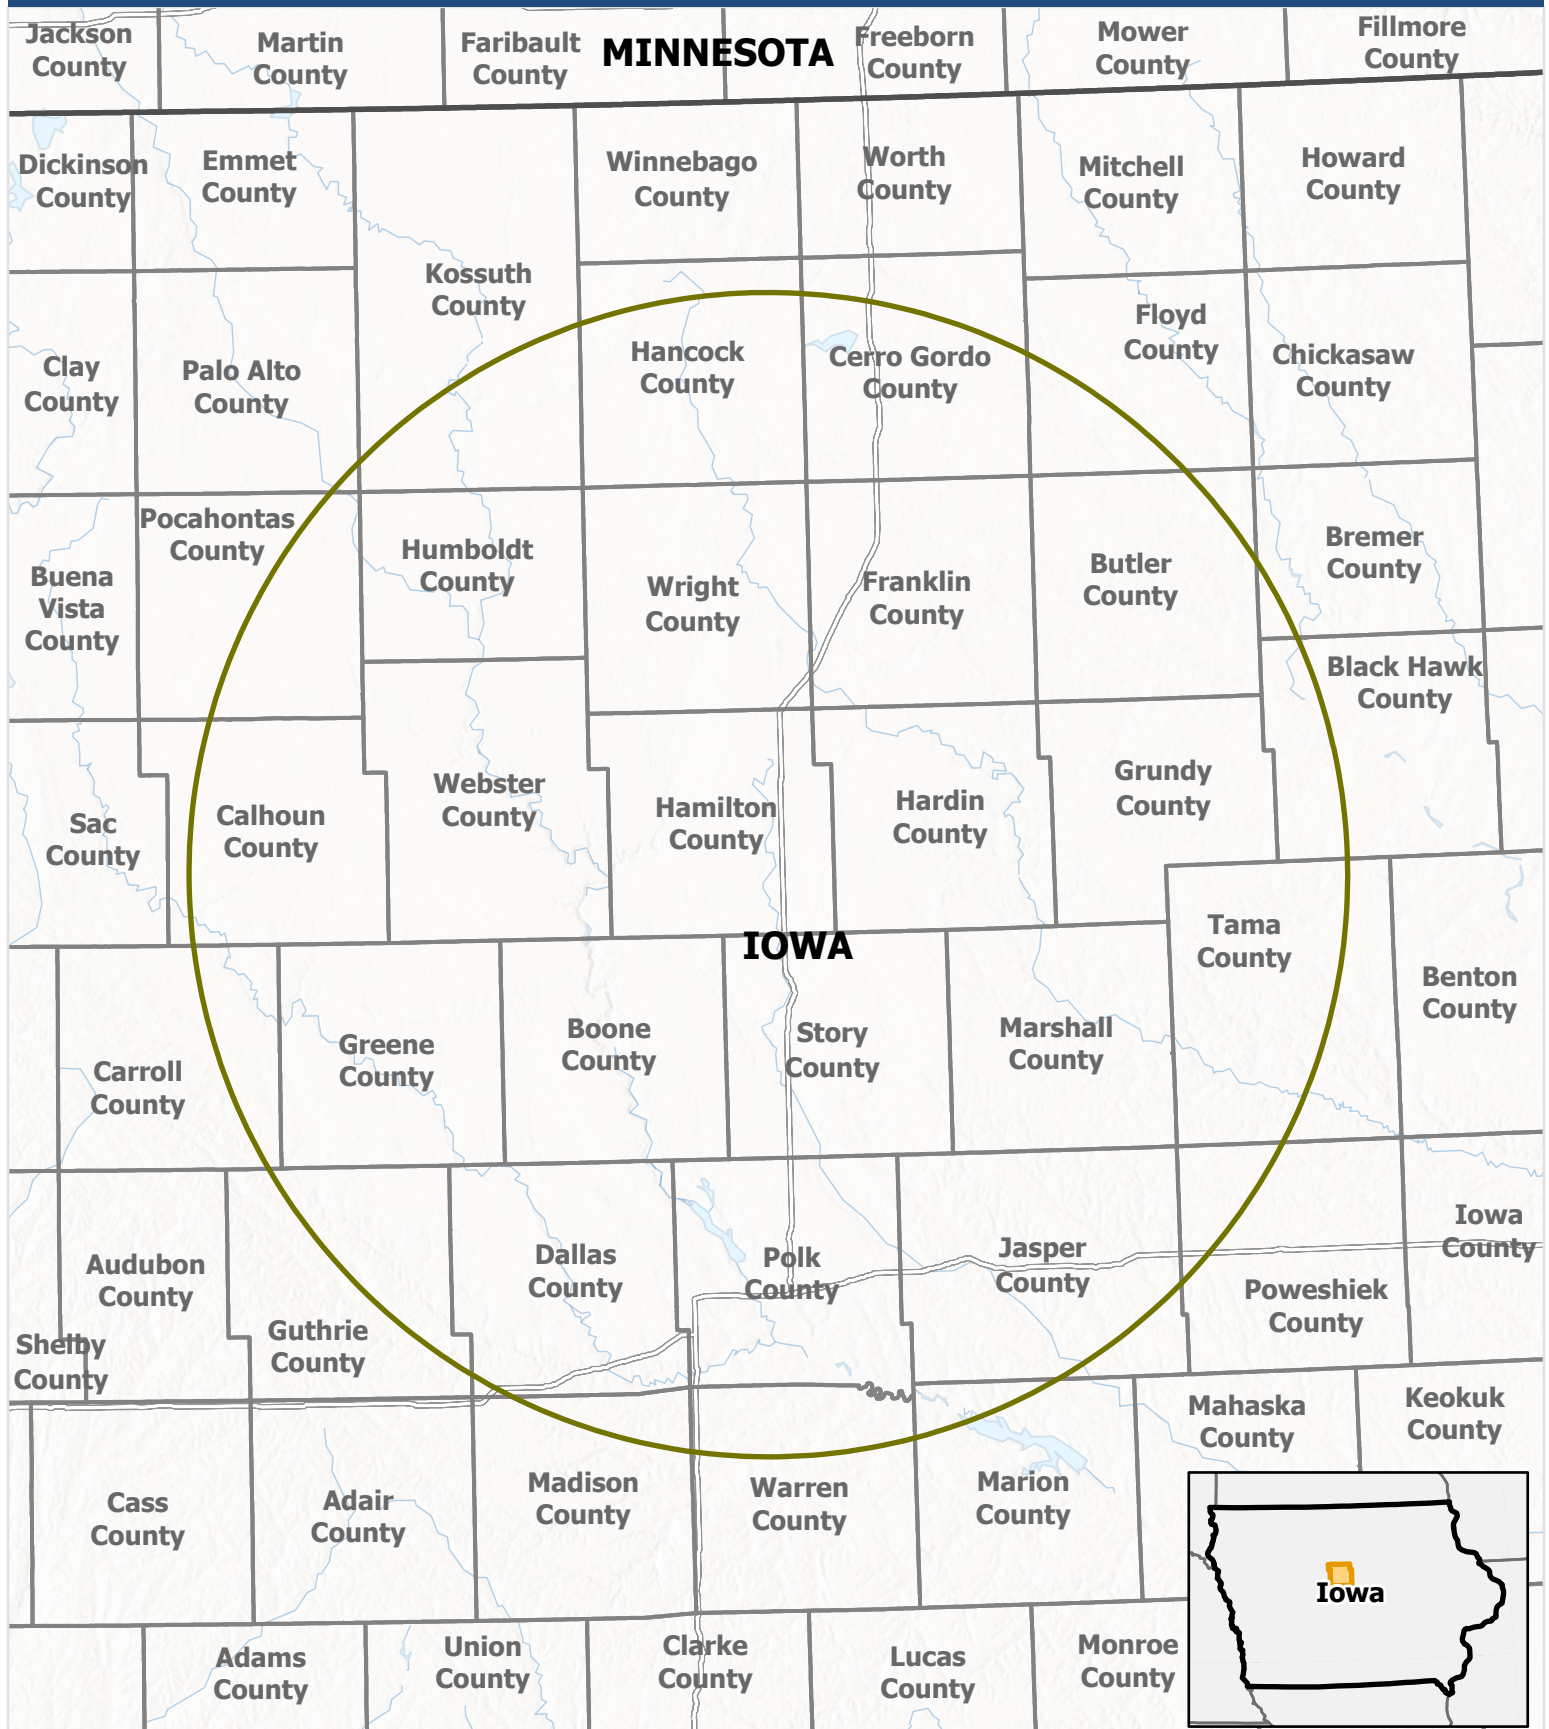 Jackson
County
Martin
County
Faribault
County
MINNESOTA
Freeborn
County
Mower
County
Fillmore
County
Dickinson
County
Emmet
County
Winnebago
County
Worth
County
Mitchell
County
Howard
County
Kossuth
County
Clay
County
Palo Alto
County
Hancock
County
Cerro Gordo
County
Floyd
County
Chickasaw
County
Pocahontas
County
Buena
Vista
County
Humboldt
County
Wright
County
Franklin
County
Butler
County
Bremer
County
Black Hawk
County
Sac
County
Calhoun
County
Webster
County
Hamilton
County
Hardin
County
Grundy
County
IOWA
Tama
County
Benton
County
Carroll
County
Greene
County
Boone
County
Story
County
Marshall
County
Audubon
County
Shelby
County
Guthrie
County
Dallas
County
Polk
County
Jasper
County
Poweshiek
County
Iowa
County
Cass
County
Adair
County
Madison
County
Warren
County
Marion
County
Mahaska
County
Keokuk
County
Adams
County
Union
County
Clarke
County
Lucas
County
Monroe
County
Iowa